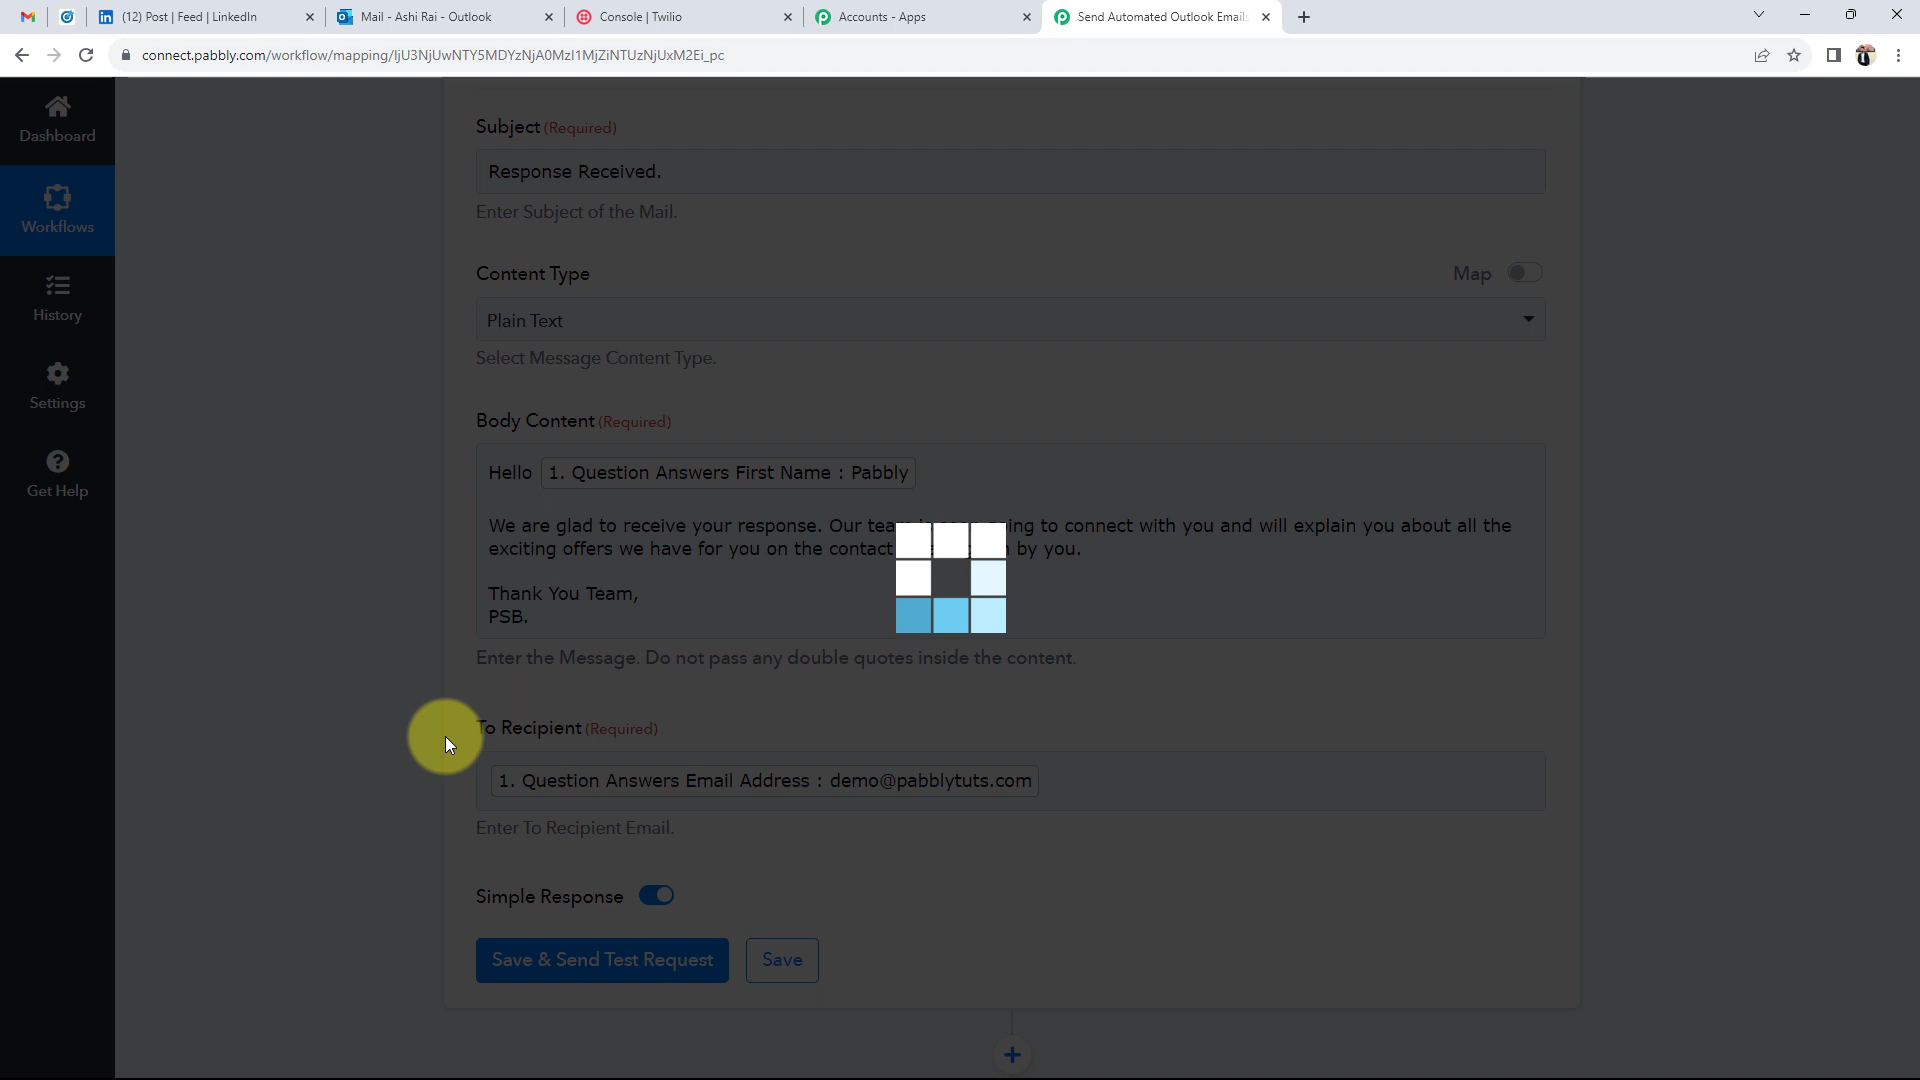 (12) Post | Feed | LinkedIn
Mail - Ashi Rai - Outlook
Console | Twilio
Accounts - Apps
Send Automated Outlook Emails
connect.pabbly.com/workflow/mapping/IjU3NjUwNTY5MDYzNjA0MzI1MjZiNTUzNjUxM2Ei_pc
Dashboard
Workflows
History
Settings
Get Help
Subject (Required)
Response Received.
Enter Subject of the Mail.
Content Type
Map
Plain Text
Select Message Content Type.
Body Content (Required)
Hello 1. Question Answers First Name : Pabbly
We are glad to receive your response. Our going to connect with you and will explain you about all the
exciting offers we have for you on the contact by you.
Thank You Team,
PSB.
Enter the Message. Do not pass any double quotes inside the content.
To Recipient (Required)
1. Question Answers Email Address : demo@pabblytuts.com
Enter To Recipient Email.
Simple Response
Save & Send Test Request
Save